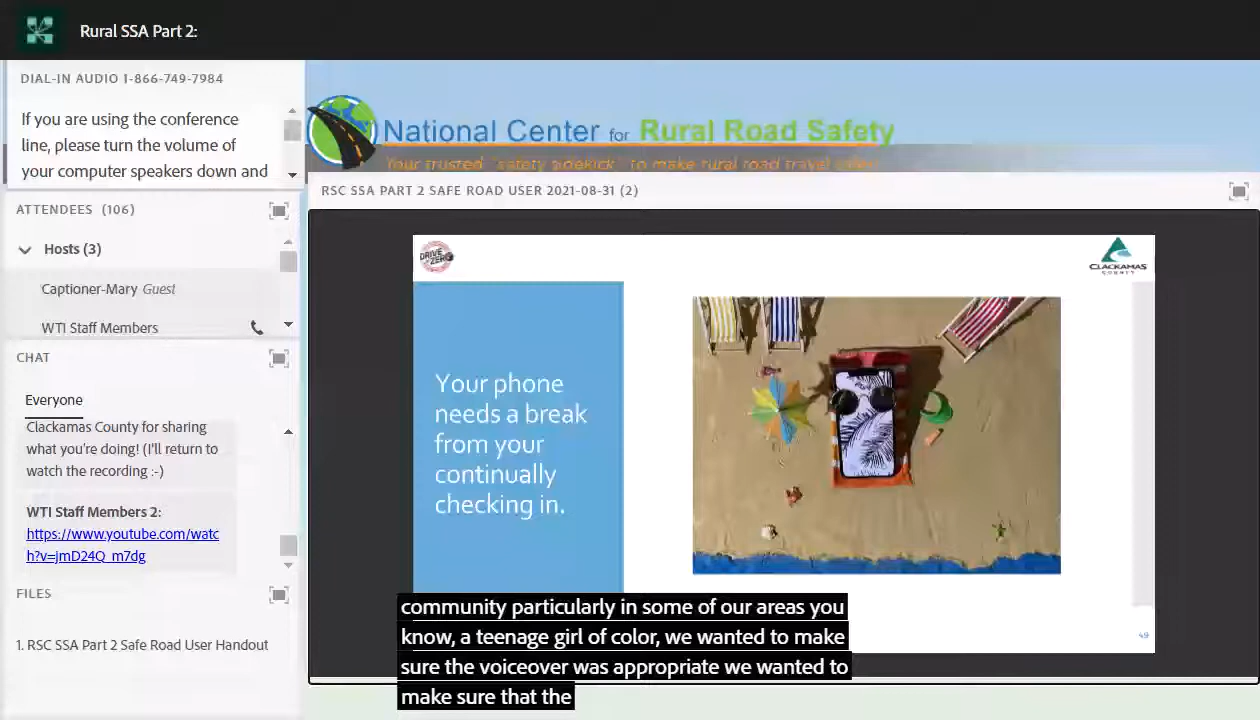 Rural SSA Part 2:
DIAL-IN AUDIO 1-866-749-7984
If you are using the conference
line, please turn the volume of
your computer speakers down and
ATTENDEES (106)
Hosts (3)
Captioner-Mary Guest
WTI Staff Members
CHAT
Everyone
Clackamas County for sharing
what you're doing! (I'll return to
watch the recording :-)
WTI Staff Members 2:
https://www.youtube.com/watc
h?v=jmD24Q_m7dg
FILES
1. RSC SSA Part 2 Safe Road User Handout
National Center for Rural Road Safety
Your trusted "safety sidekick" to make rural road travel safer
RSC SSA PART 2 SAFE ROAD USER 2021-08-31 (2)
DRIVE
ZERO
CLACKAMAS
COUNTY
Your phone
needs a break
from your
continually
checking in.
49
community particularly in some of our areas you
know, a teenage girl of color, we wanted to make
sure the voiceover was appropriate we wanted to
make sure that the